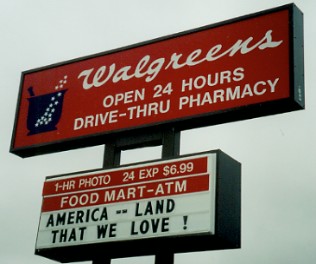 Walgreens
OPEN 24 HOURS
DRIVE-THRU PHARMACY
1-HR PHOTO 24 EXP $6.99
FOOD MART-ATM
AMERICA -- LAND
THAT WE LOVE !